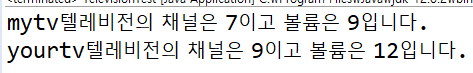 mytv텔레비전의 채널은 7이고 볼륨은 9입니다.
yourtv텔레비전의 채널은 9이고 볼륨은 12입니다.